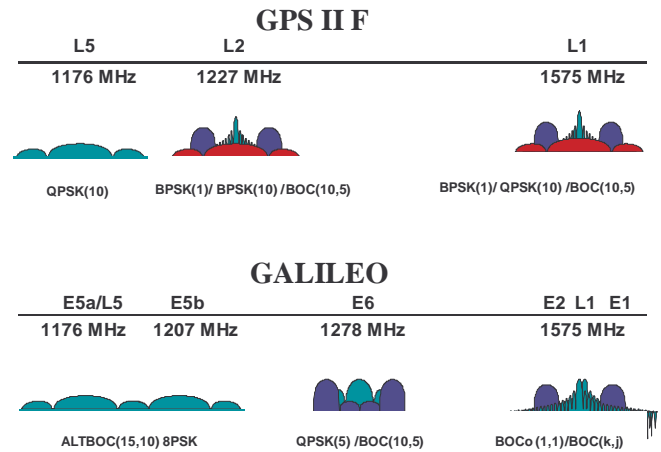 GPS II F
L5 L2 L1
1176 MHz 1227 MHz 1575 MHz
QPSK(10) BPSK(1)/ BPSK(10) /BOC(10,5) BPSK(1)/ QPSK(10) /BOC(10,5)
GALILEO
E5a/L5 E5b E6 E2 L1 E1
1176 MHz 1207 MHz 1278 MHz 1575 MHz
ALTBOC(15,10) 8PSK QPSK(5) /BOC(10,5) BOCo (1,1)/BOC(k,j)